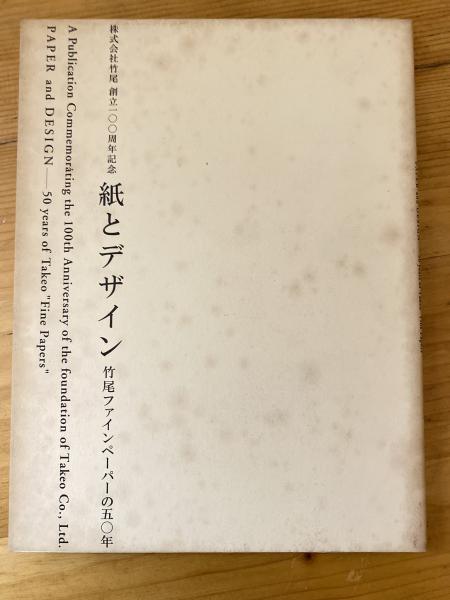 株式会社竹尾 創立一〇〇周年記念
紙とデザイン 竹尾ファインペーパーの五〇年
A Publication Commemorating the 100th Anniversary of the foundation of Takeo Co., Ltd.
PAPER and DESIGN — 50 years of Takeo "Fine Papers"